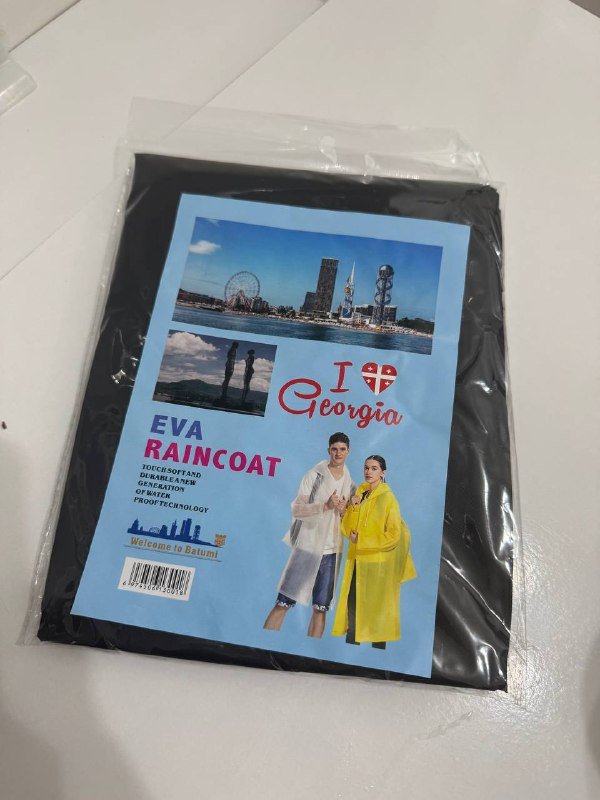 I
Georgia
EVA
RAINCOAT
TOUCH SOFT AND
DURABLE A NEW
GENERATION
OF WATER
PROOF TECHNOLOGY
Welcome to Batumi